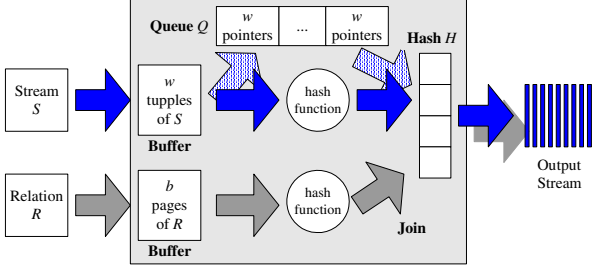 Queue Q
w
pointers
...
w
pointers
Hash H
Stream
S
w
tupples
of S
Buffer
hash
function
Output
Stream
Relation
R
b
pages
of R
Buffer
hash
function
Join